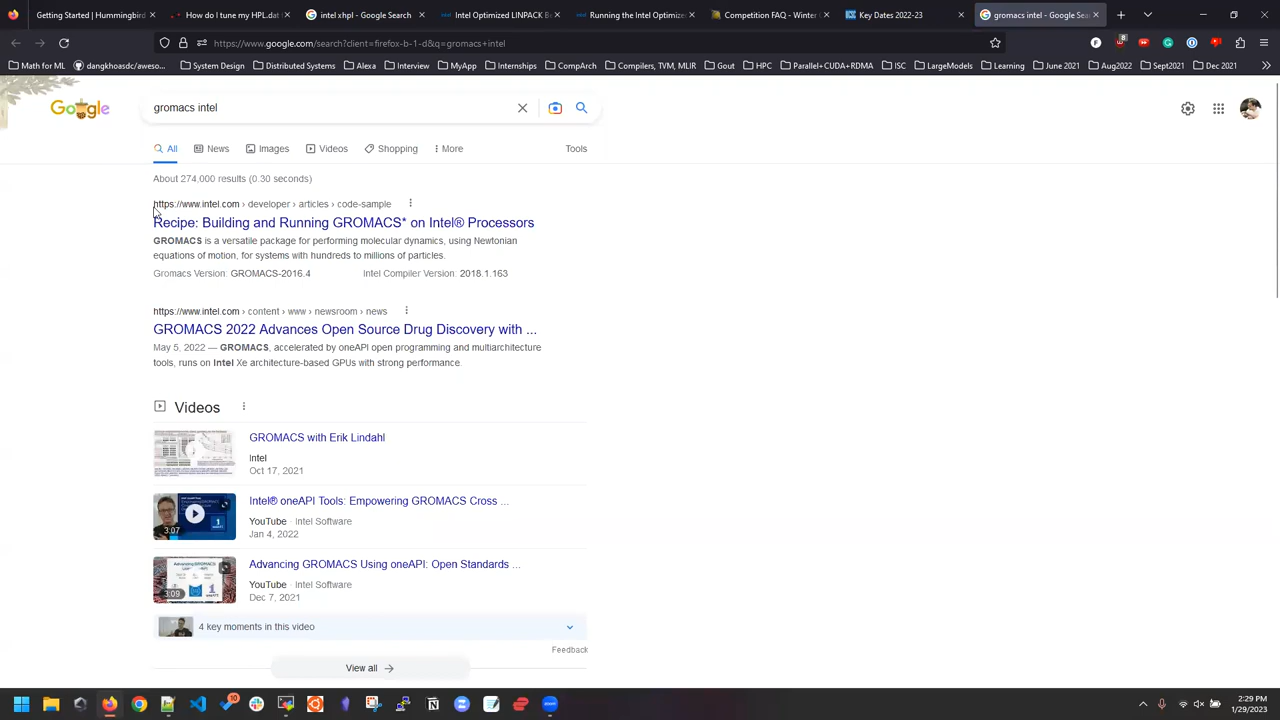 Getting Started | Hummingbird
How do I tune my HPL.dat
intel xhpl - Google Search
Intel Optimized LINPACK B
Running the Intel Optimize
Competition FAQ - Winter
Key Dates 2022-23
gromacs intel - Google Sea
https://www.google.com/search?client=firefox-b-1-d&q=gromacs+intel
8
Math for ML
dangkhoasdc/aweso...
System Design
Distributed Systems
Alexa
Interview
MyApp
Internships
CompArch
Compilers, TVM, MLIR
Gout
HPC
Parallel+CUDA+RDMA
ISC
LargeModels
Learning
June 2021
Aug2022
Sept2021
Dec 2021
Google
gromacs intel
All
News
Images
Videos
Shopping
More
Tools
About 274,000 results (0.30 seconds)
https://www.intel.com › developer › articles › code-sample
Recipe: Building and Running GROMACS* on Intel® Processors
GROMACS is a versatile package for performing molecular dynamics, using Newtonian
equations of motion, for systems with hundreds to millions of particles.
Gromacs Version: GROMACS-2016.4 Intel Compiler Version: 2018.1.163
https://www.intel.com › content › www › newsroom › news
GROMACS 2022 Advances Open Source Drug Discovery with ...
May 5, 2022 — GROMACS, accelerated by oneAPI open programming and multiarchitecture
tools, runs on Intel Xe architecture-based GPUs with strong performance.
Videos
GROMACS with Erik Lindahl
Intel
Oct 17, 2021
Intel® oneAPI Tools: Empowering GROMACS Cross ...
YouTube · Intel Software
Jan 4, 2022
3:07
Advancing GROMACS Using oneAPI: Open Standards ...
YouTube · Intel Software
Dec 7, 2021
3:09
4 key moments in this video
Feedback
View all
10
2:29 PM
1/29/2023